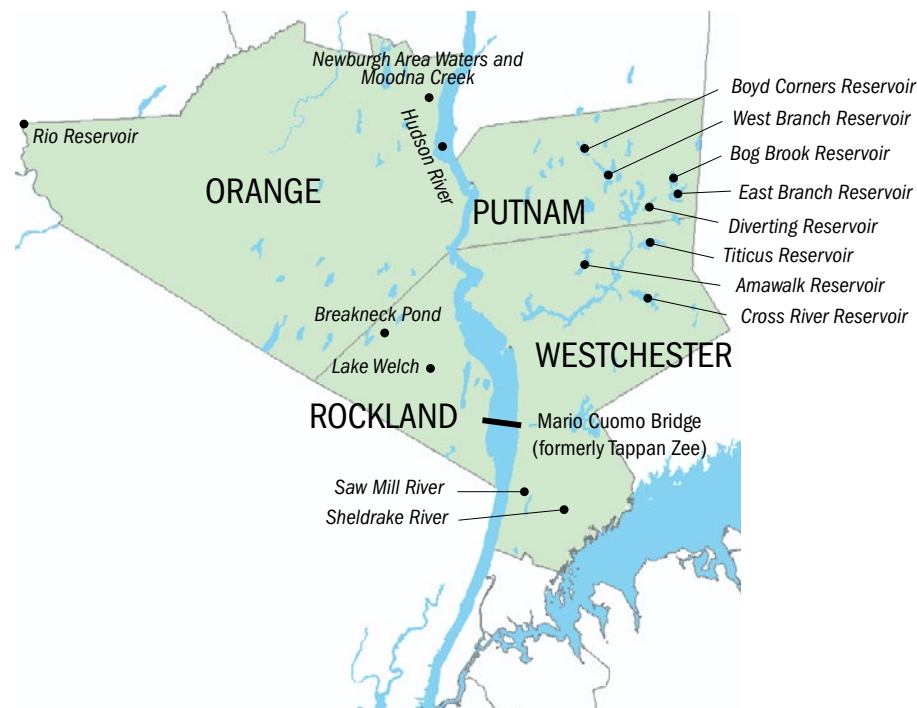 Newburgh Area Waters and
Moodna Creek
Boyd Corners Reservoir
West Branch Reservoir
Rio Reservoir
Hudson River
Bog Brook Reservoir
ORANGE
East Branch Reservoir
PUTNAM
Diverting Reservoir
Titicus Reservoir
Amawalk Reservoir
Breakneck Pond
Cross River Reservoir
WESTCHESTER
Lake Welch
ROCKLAND
Mario Cuomo Bridge
(formerly Tappan Zee)
Saw Mill River
Sheldrake River